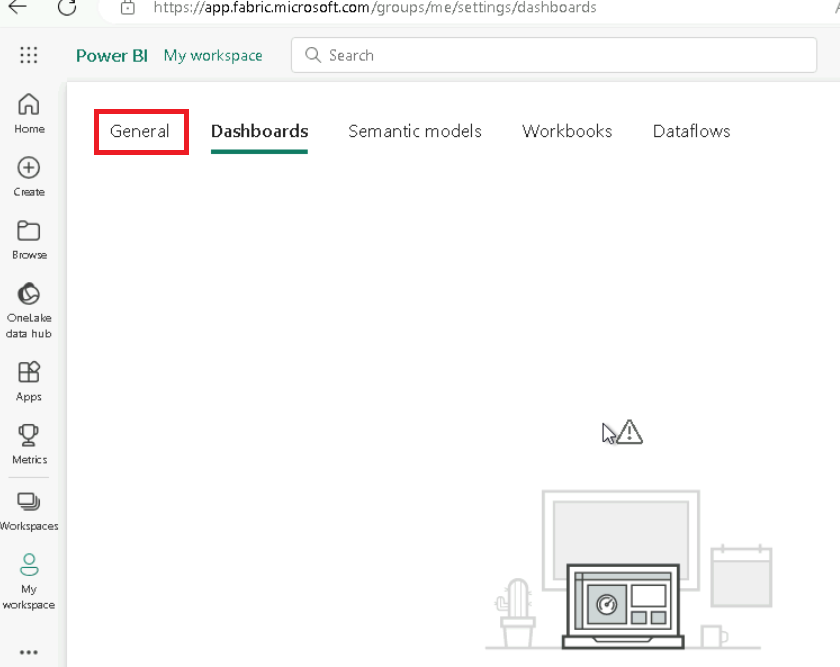 https://app.fabric.microsoft.com/groups/me/settings/dashboards
Power BI My workspace Search
General Dashboards Semantic models Workbooks Dataflows
Home
Create
Browse
OneLake
data hub
Apps
Metrics
Workspaces
My
workspace